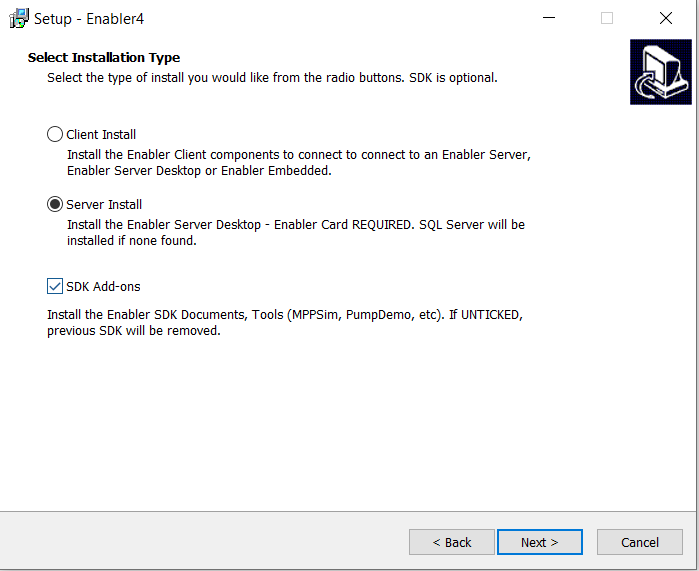 Setup - Enabler4
Select Installation Type
Select the type of install you would like from the radio buttons. SDK is optional.
Client Install
Install the Enabler Client components to connect to connect to an Enabler Server,
Enabler Server Desktop or Enabler Embedded.
Server Install
Install the Enabler Server Desktop - Enabler Card REQUIRED. SQL Server will be
installed if none found.
SDK Add-ons
Install the Enabler SDK Documents, Tools (MPPSim, PumpDemo, etc). If UNTICKED,
previous SDK will be removed.
< Back
Next >
Cancel